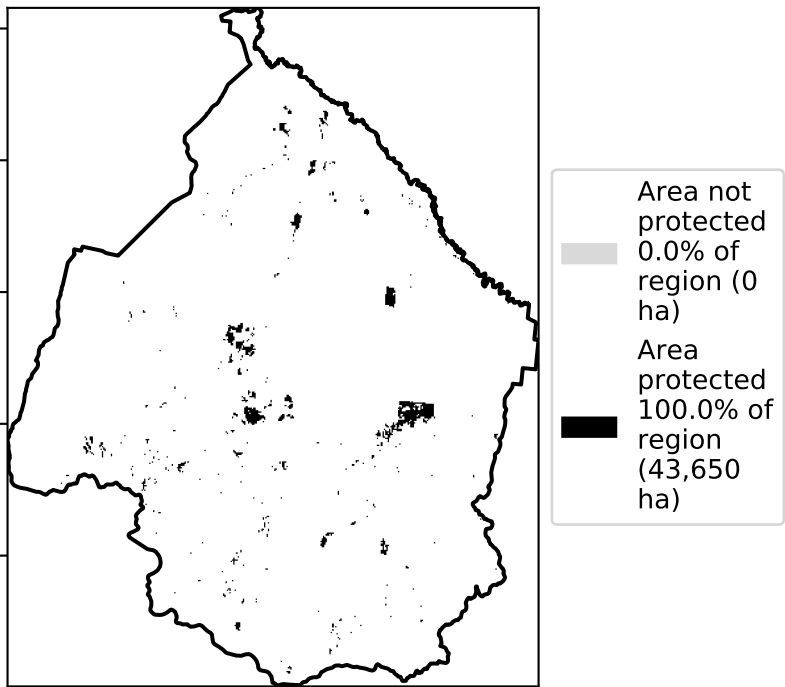 Area not
protected
0.0% of
region (0
ha)
Area
protected
100.0% of
region
(43,650
ha)